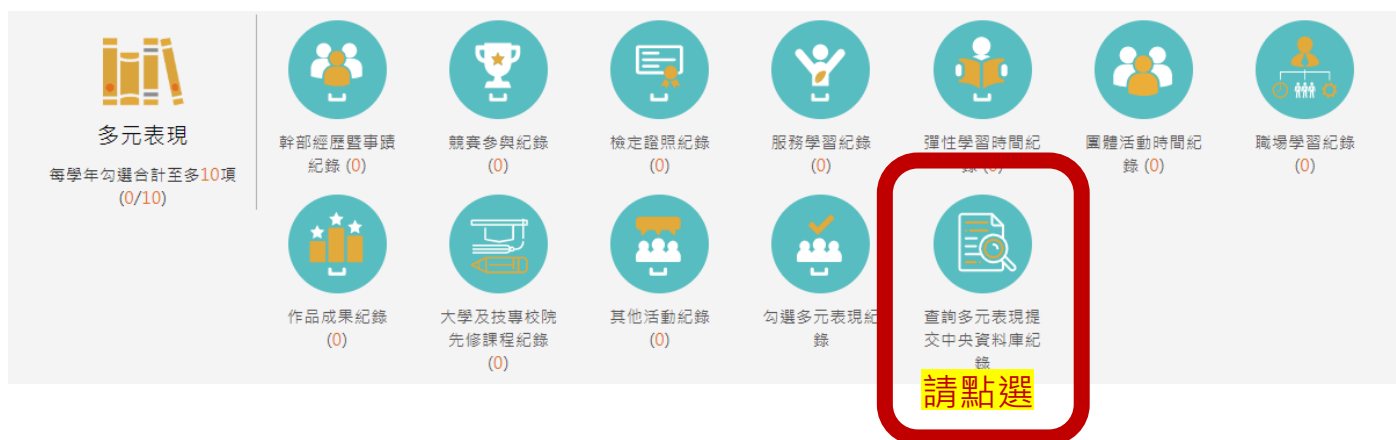 多元表現
每學年勾選合計至多10項
(0/10)
幹部經歷暨事蹟
紀錄 (0)
競賽參與紀錄
(0)
檢定證照紀錄
(0)
服務學習紀錄
(0)
彈性學習時間紀
錄 (0)
團體活動時間紀
錄 (0)
職場學習紀錄
(0)
作品成果紀錄
(0)
大學及技專校院
先修課程紀錄
(0)
其他活動紀錄
(0)
勾選多元表現紀
錄
查詢多元表現提
交中央資料庫紀
錄
請點選